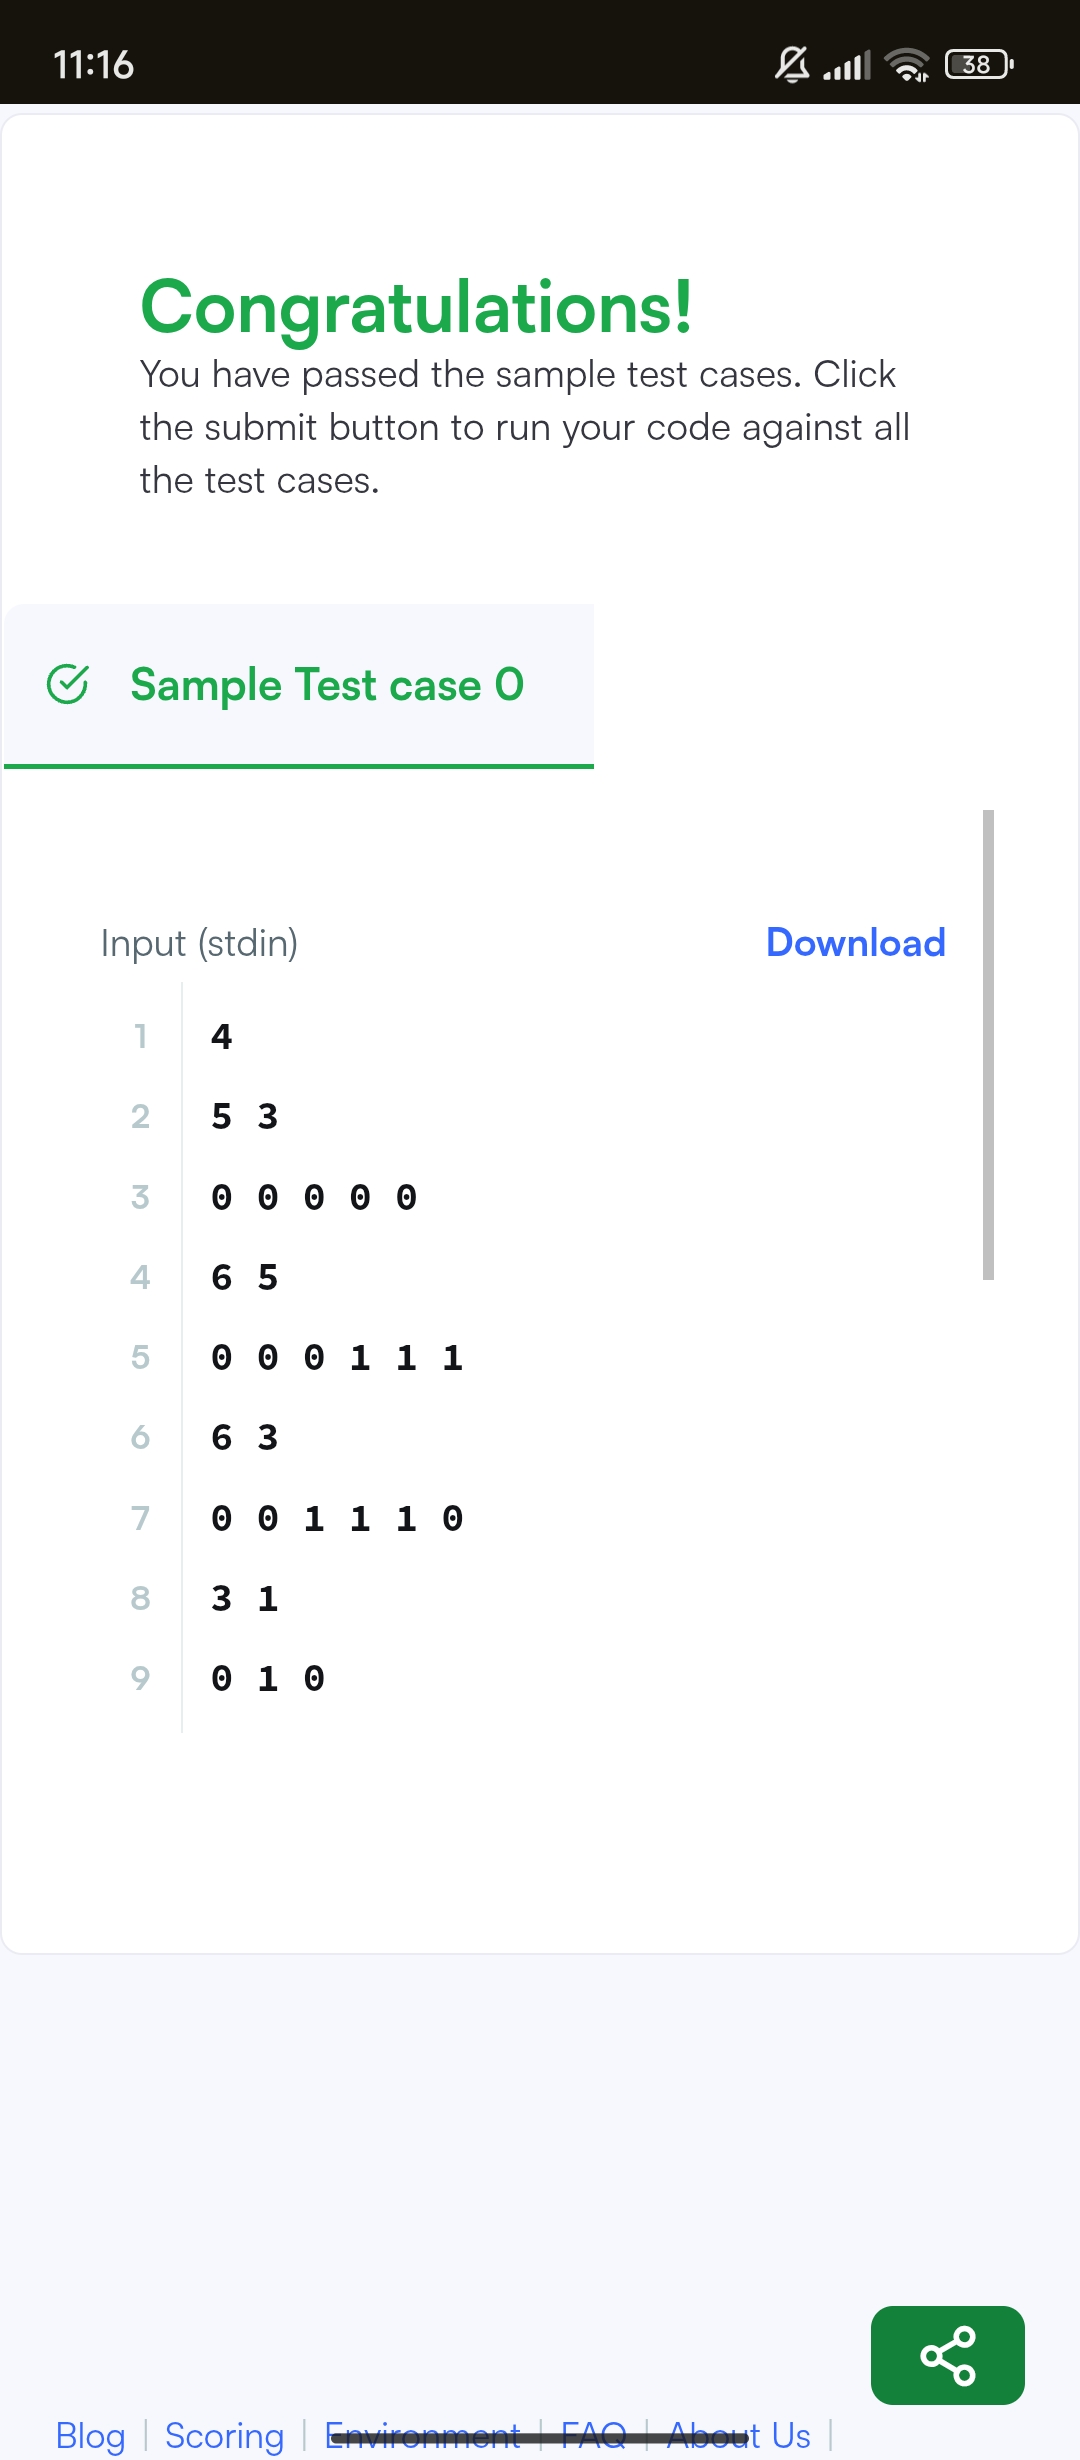 11:16
38
Congratulations!
You have passed the sample test cases. Click
the submit button to run your code against all
the test cases.
Sample Test case 0
Input (stdin)
Download
1 4
2 5 3
3 0 0 0 0 0
4 6 5
5 0 0 0 1 1 1
6 6 3
7 0 0 1 1 1 0
8 3 1
9 0 1 0
Blog | Scoring | Environment | FAQ | About Us |